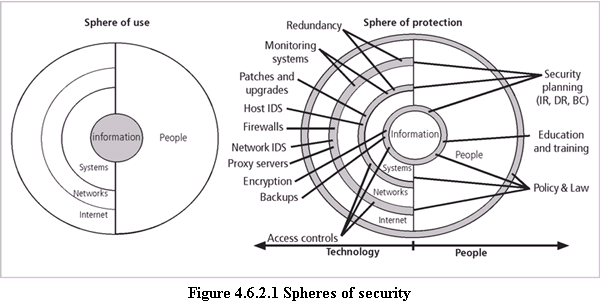 Sphere of use
information
People
Systems
Networks
Internet
Sphere of protection
Redundancy
Monitoring
systems
Patches and
upgrades
Host IDS
Firewalls
Network IDS
Proxy servers
Encryption
Backups
Access controls
Information
People
Systems
Networks
Internet
Security
planning
(IR, DR, BC)
Education
and training
Policy & Law
Technology
People
Figure 4.6.2.1 Spheres of security